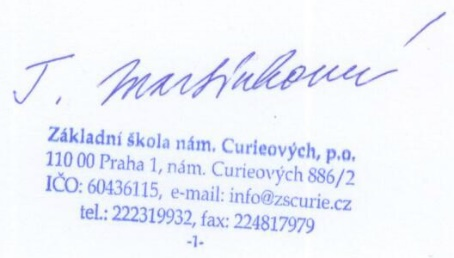 J. Martínková
Základní škola nám. Curieových, p.o.
110 00 Praha 1, nám. Curieových 886/2
IČO: 60436115, e-mail: info@zscurie.cz
tel.: 222319932, fax: 224817979
-1-